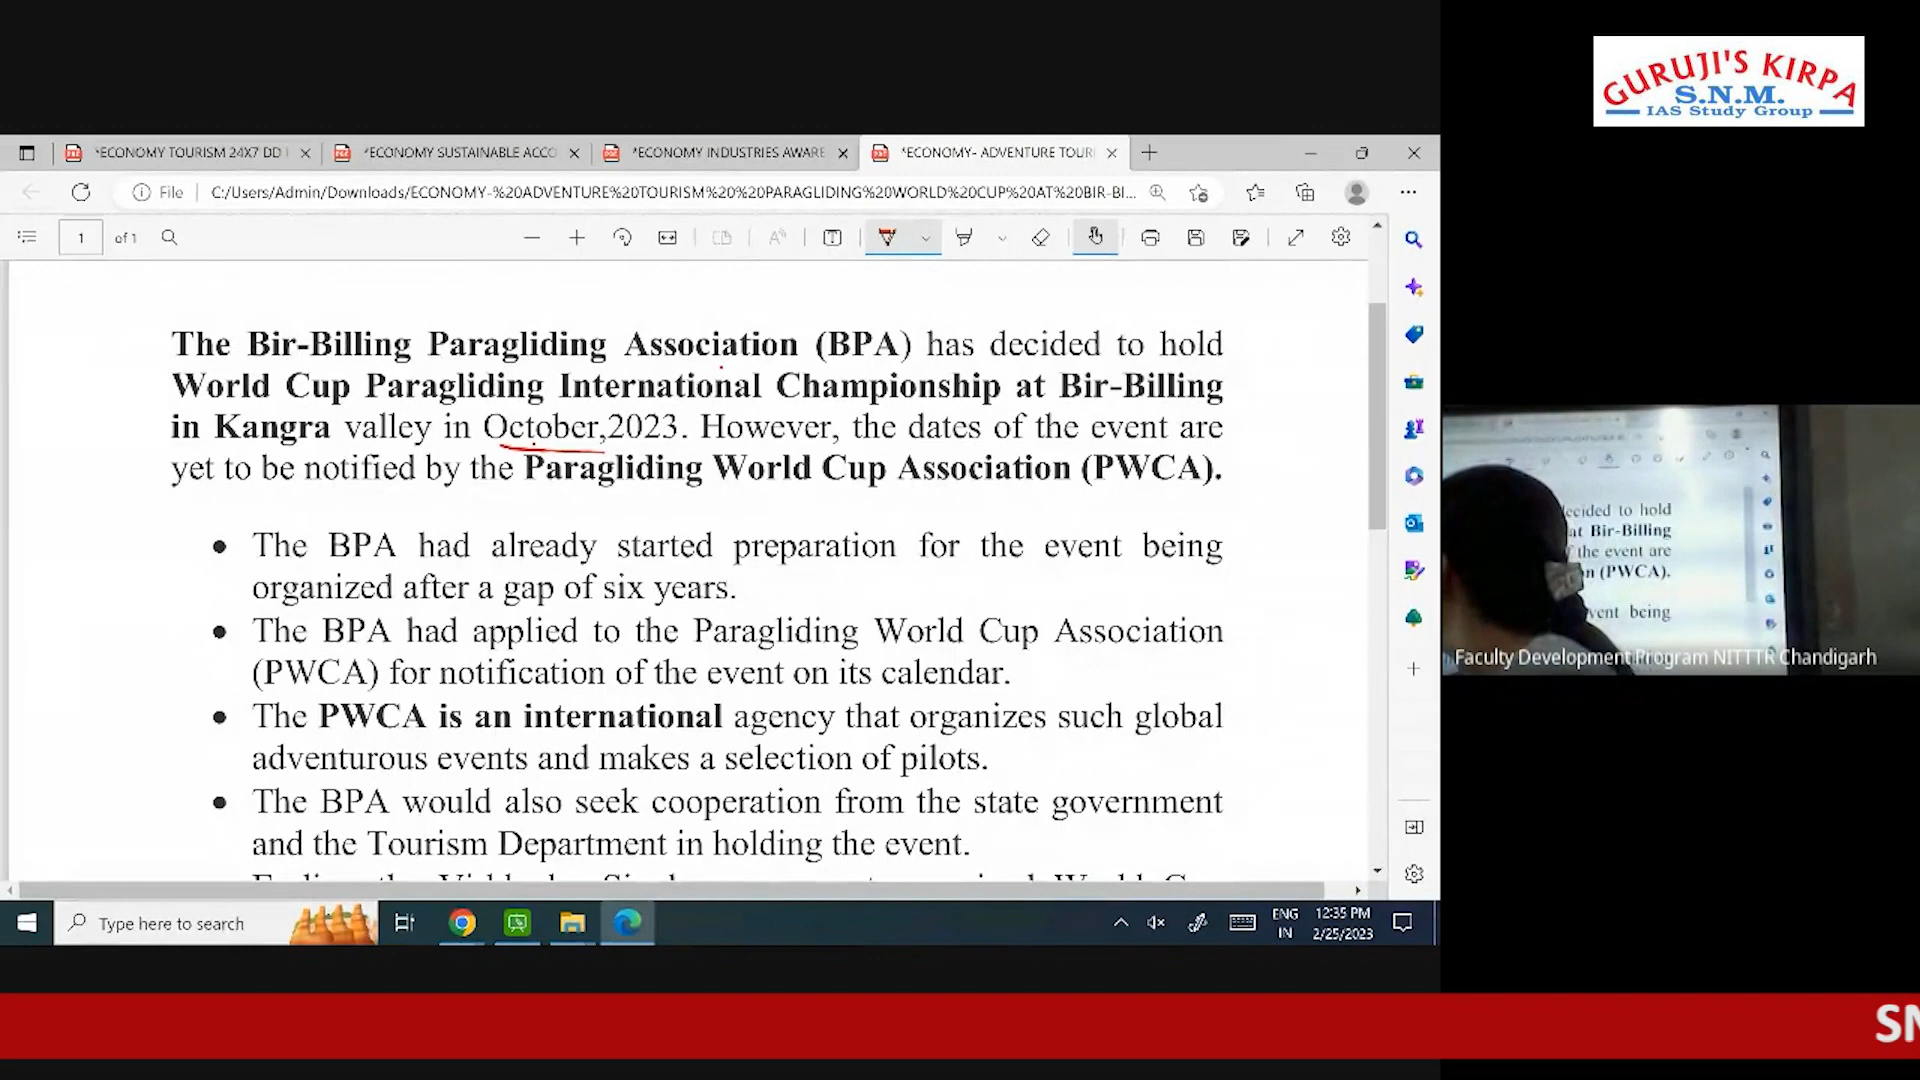 GURUJI'S KIRPA
S.N.M.
IAS Study Group
*ECONOMY TOURISM 24X7 DD
*ECONOMY SUSTAINABLE ACCO
*ECONOMY INDUSTRIES AWARE
*ECONOMY- ADVENTURE TOUR
File C:/Users/Admin/Downloads/ECONOMY-%20ADVENTURE%20TOURISM%20%20PARAGLIDING%20WORLD%20CUP%20AT%20BIR-BI...
1 of 1
The Bir-Billing Paragliding Association (BPA) has decided to hold
World Cup Paragliding International Championship at Bir-Billing
in Kangra valley in October,2023. However, the dates of the event are
yet to be notified by the Paragliding World Cup Association (PWCA).
• The BPA had already started preparation for the event being
organized after a gap of six years.
• The BPA had applied to the Paragliding World Cup Association
(PWCA) for notification of the event on its calendar.
• The PWCA is an international agency that organizes such global
adventurous events and makes a selection of pilots.
• The BPA would also seek cooperation from the state government
and the Tourism Department in holding the event.
ecided to hold
at Bir-Billing
the event are
n (PWCA).
vent being
Faculty Development Program NITTTR Chandigarh
Type here to search
ENG
IN
12:35 PM
2/25/2023
SN